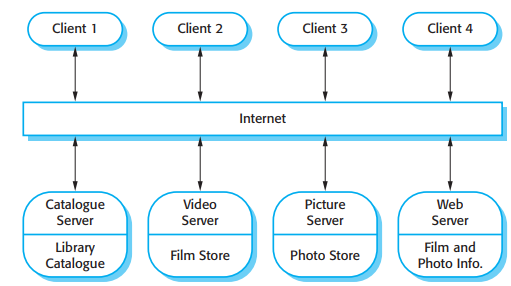 Client 1
Client 2
Client 3
Client 4
Internet
Catalogue
Server
Library
Catalogue
Video
Server
Film Store
Picture
Server
Photo Store
Web
Server
Film and
Photo Info.